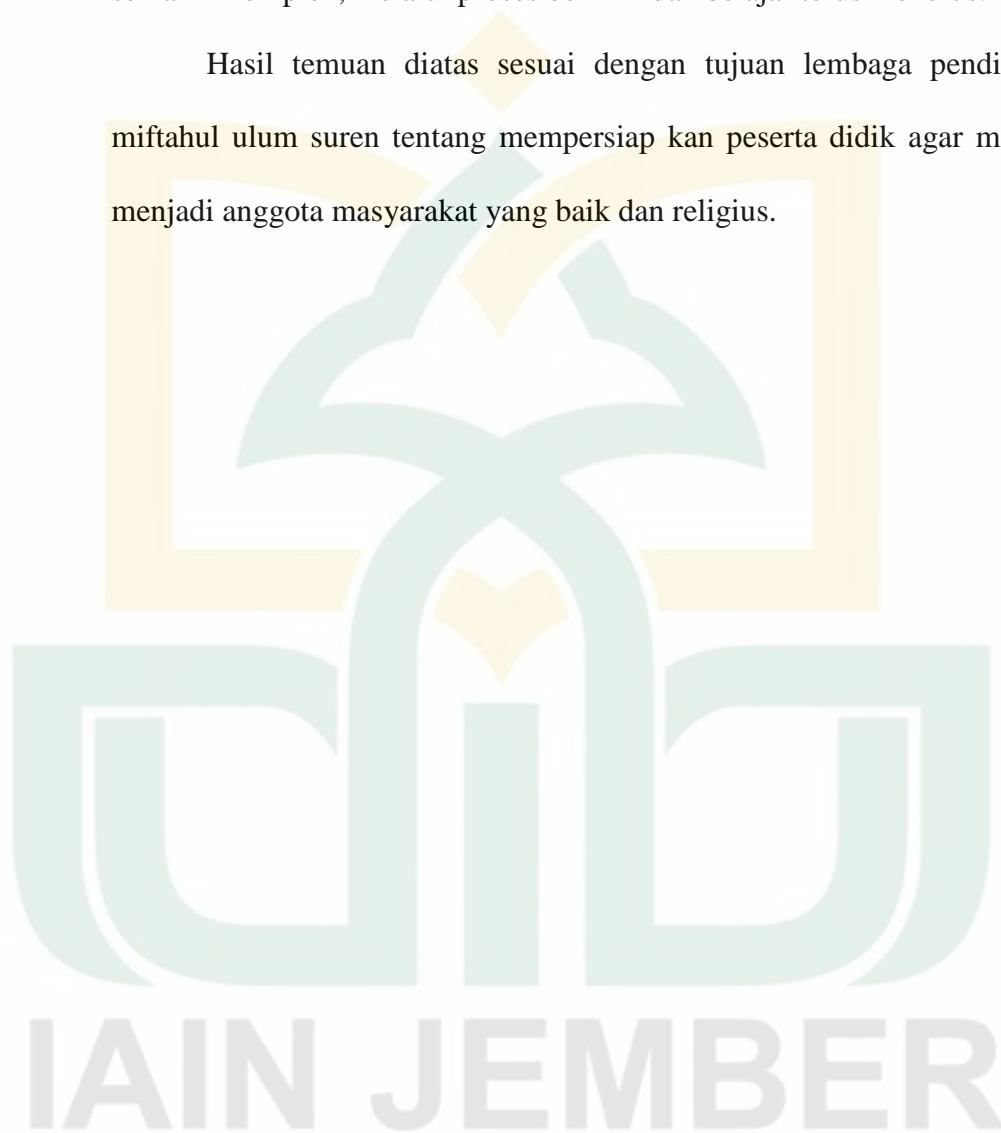 Hasil temuan diatas sesuai dengan tujuan lembaga pendi
miftahul ulum suren tentang mempersiap kan peserta didik agar m
menjadi anggota masyarakat yang baik dan religius.
IAIN JEMBER